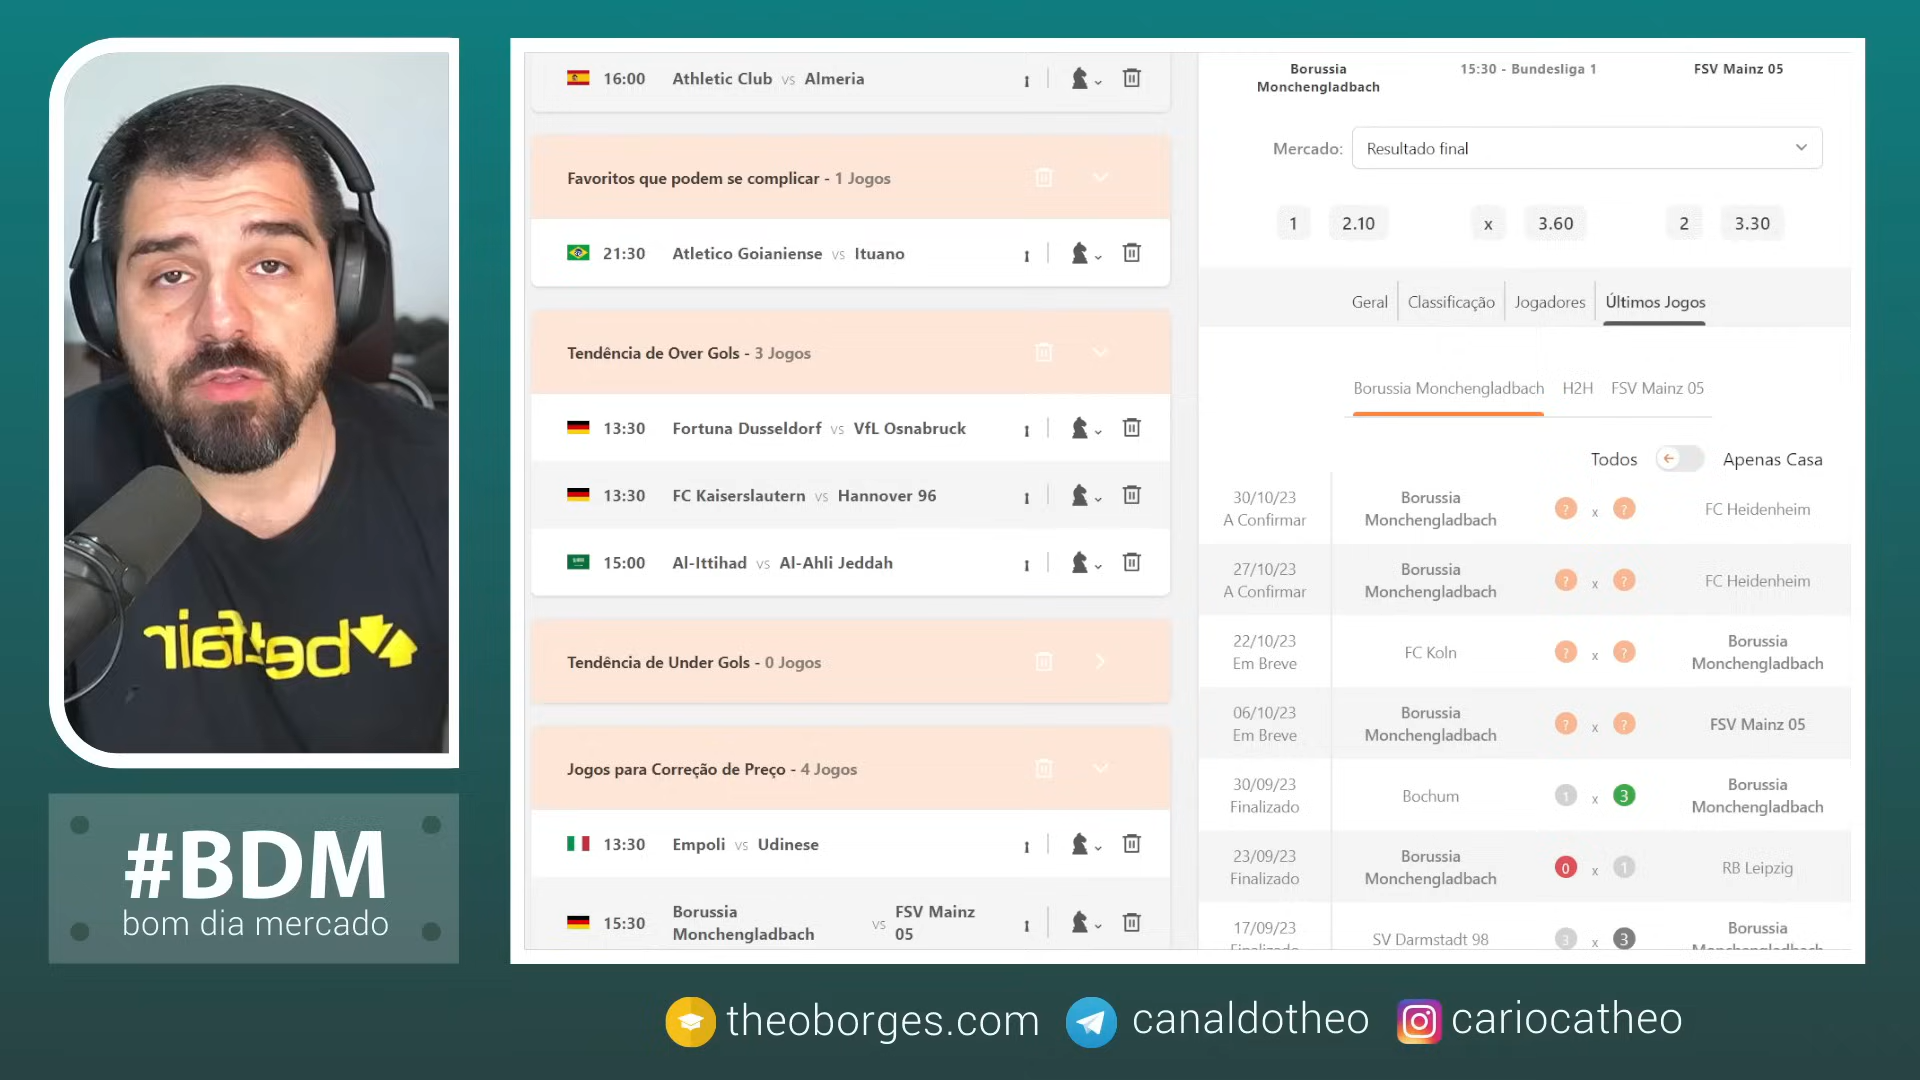 betfair
#BDM
bom dia mercado
16:00 Athletic Club vs Almeria
Favoritos que podem se complicar - 1 Jogos
21:30 Atletico Goianiense vs Ituano
Tendência de Over Gols - 3 Jogos
13:30 Fortuna Dusseldorf vs VfL Osnabruck
13:30 FC Kaiserslautern vs Hannover 96
15:00 Al-Ittihad vs Al-Ahli Jeddah
Tendência de Under Gols - 0 Jogos
Jogos para Correção de Preço - 4 Jogos
13:30 Empoli vs Udinese
15:30 Borussia Monchengladbach vs FSV Mainz 05
Borussia Monchengladbach 15:30 - Bundesliga 1 FSV Mainz 05
Mercado: Resultado final
1 2.10 x 3.60 2 3.30
Geral Classificação Jogadores Últimos Jogos
Borussia Monchengladbach H2H FSV Mainz 05
Todos Apenas Casa
30/10/23 A Confirmar Borussia Monchengladbach ? x ? FC Heidenheim
27/10/23 A Confirmar Borussia Monchengladbach ? x ? FC Heidenheim
22/10/23 Em Breve FC Koln ? x ? Borussia Monchengladbach
06/10/23 Em Breve Borussia Monchengladbach ? x ? FSV Mainz 05
30/09/23 Finalizado Bochum 1 x 3 Borussia Monchengladbach
23/09/23 Finalizado Borussia Monchengladbach 0 x 1 RB Leipzig
17/09/23 Finalizado SV Darmstadt 98 3 x 3 Borussia Monchengladbach
theoborges.com canaldotheo cariocatheo